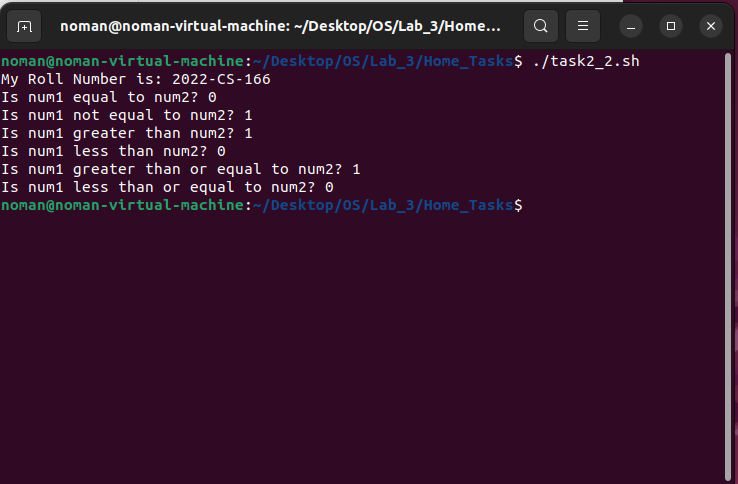 noman@noman-virtual-machine: ~/Desktop/OS/Lab_3/Home…
noman@noman-virtual-machine:~/Desktop/OS/Lab_3/Home_Tasks$ ./task2_2.sh
My Roll Number is: 2022-CS-166
Is num1 equal to num2? 0
Is num1 not equal to num2? 1
Is num1 greater than num2? 1
Is num1 less than num2? 0
Is num1 greater than or equal to num2? 1
Is num1 less than or equal to num2? 0
noman@noman-virtual-machine:~/Desktop/OS/Lab_3/Home_Tasks$